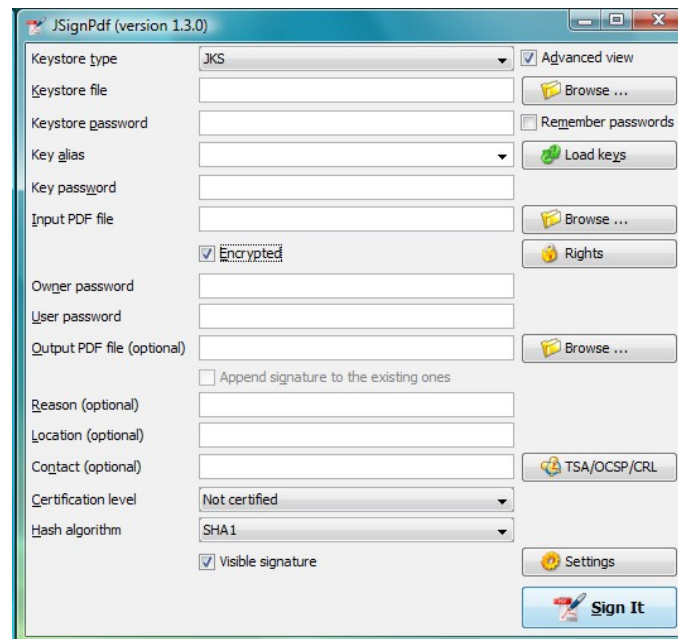 JSignPdf (version 1.3.0)
Keystore type JKS Advanced view
Keystore file Browse ...
Keystore password Remember passwords
Key alias Load keys
Key password
Input PDF file Browse ...
Encrypted Rights
Owner password
User password
Output PDF file (optional) Browse ...
Append signature to the existing ones
Reason (optional)
Location (optional)
Contact (optional) TSA/OCSP/CRL
Certification level Not certified
Hash algorithm SHA1
Visible signature Settings
Sign It